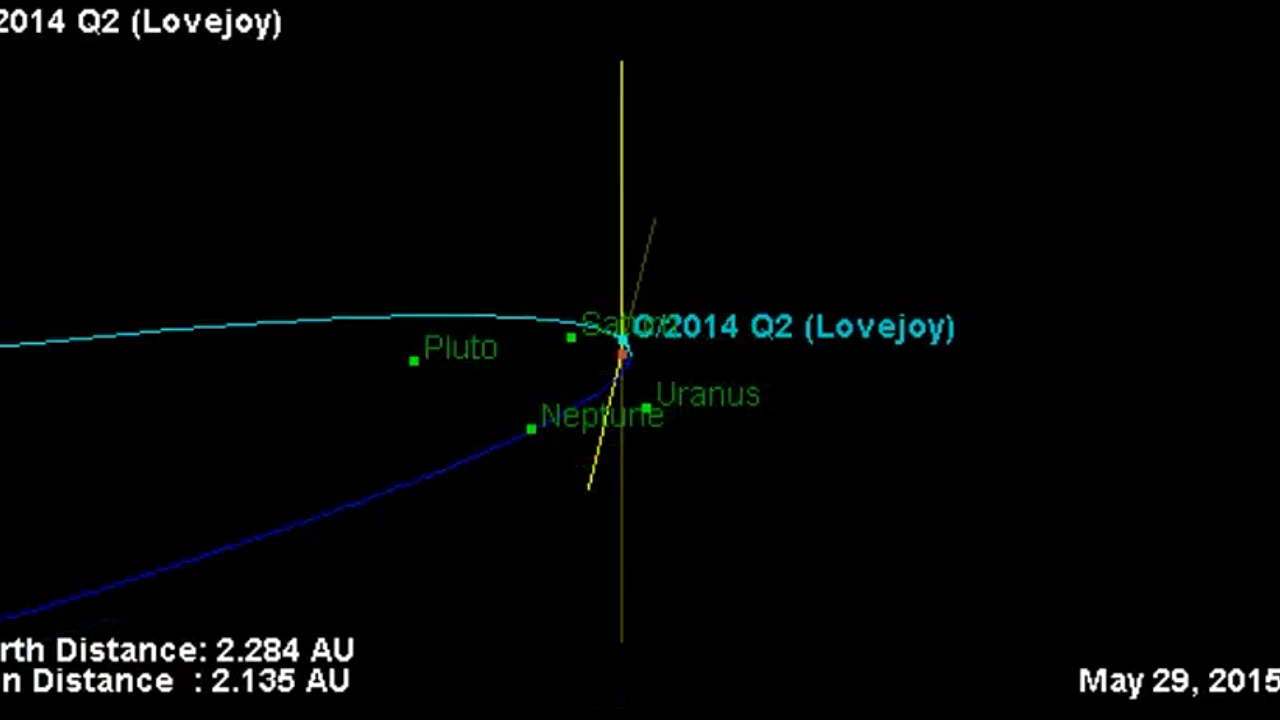 2014 Q2 (Lovejoy)
C/2014 Q2 (Lovejoy)
Pluto
Uranus
Neptune
rth Distance: 2.284 AU
n Distance : 2.135 AU
May 29, 2015